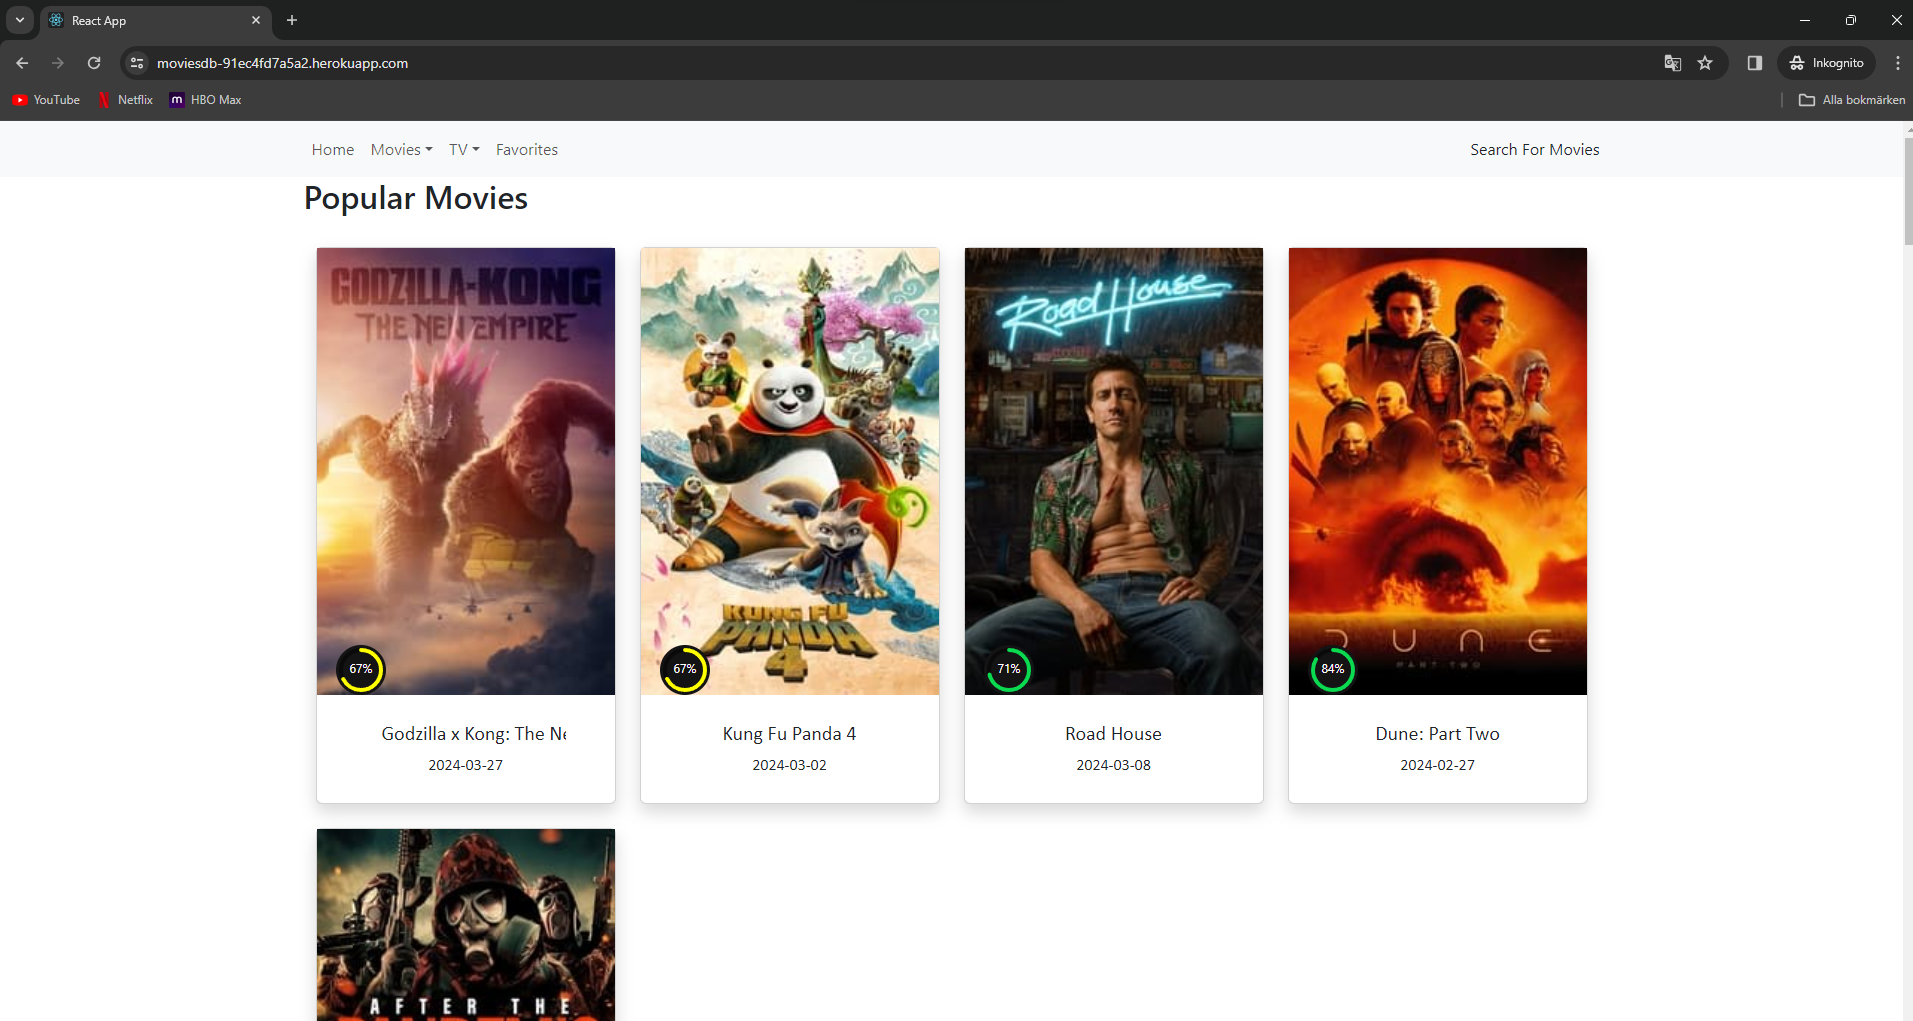 React App
moviesdb-91ec4fd7a5a2.herokuapp.com
Inkognito
YouTube
Netflix
HBO Max
Alla bokmärken
Home
Movies
TV
Favorites
Search For Movies
Popular Movies
GODZILLA x KONG
THE NEW EMPIRE
67%
Godzilla x Kong: The Ne
2024-03-27
KUNG FU
PANDA
4
67%
Kung Fu Panda 4
2024-03-02
Road House
71%
Road House
2024-03-08
DUNE
PART TWO
84%
Dune: Part Two
2024-02-27
AFTER THE